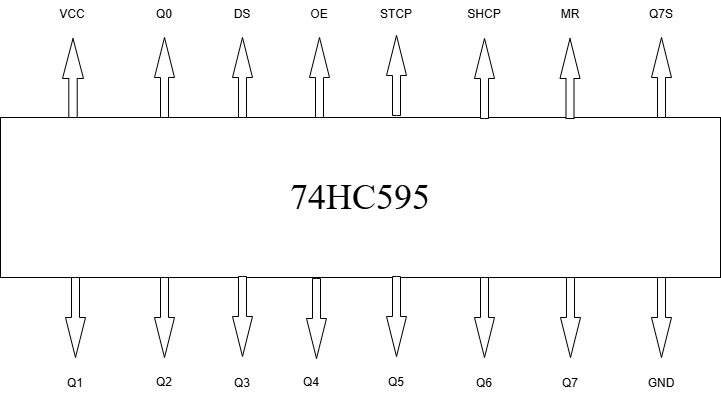 VCC Q0 DS OE STCP SHCP MR Q7S
74HC595
Q1 Q2 Q3 Q4 Q5 Q6 Q7 GND